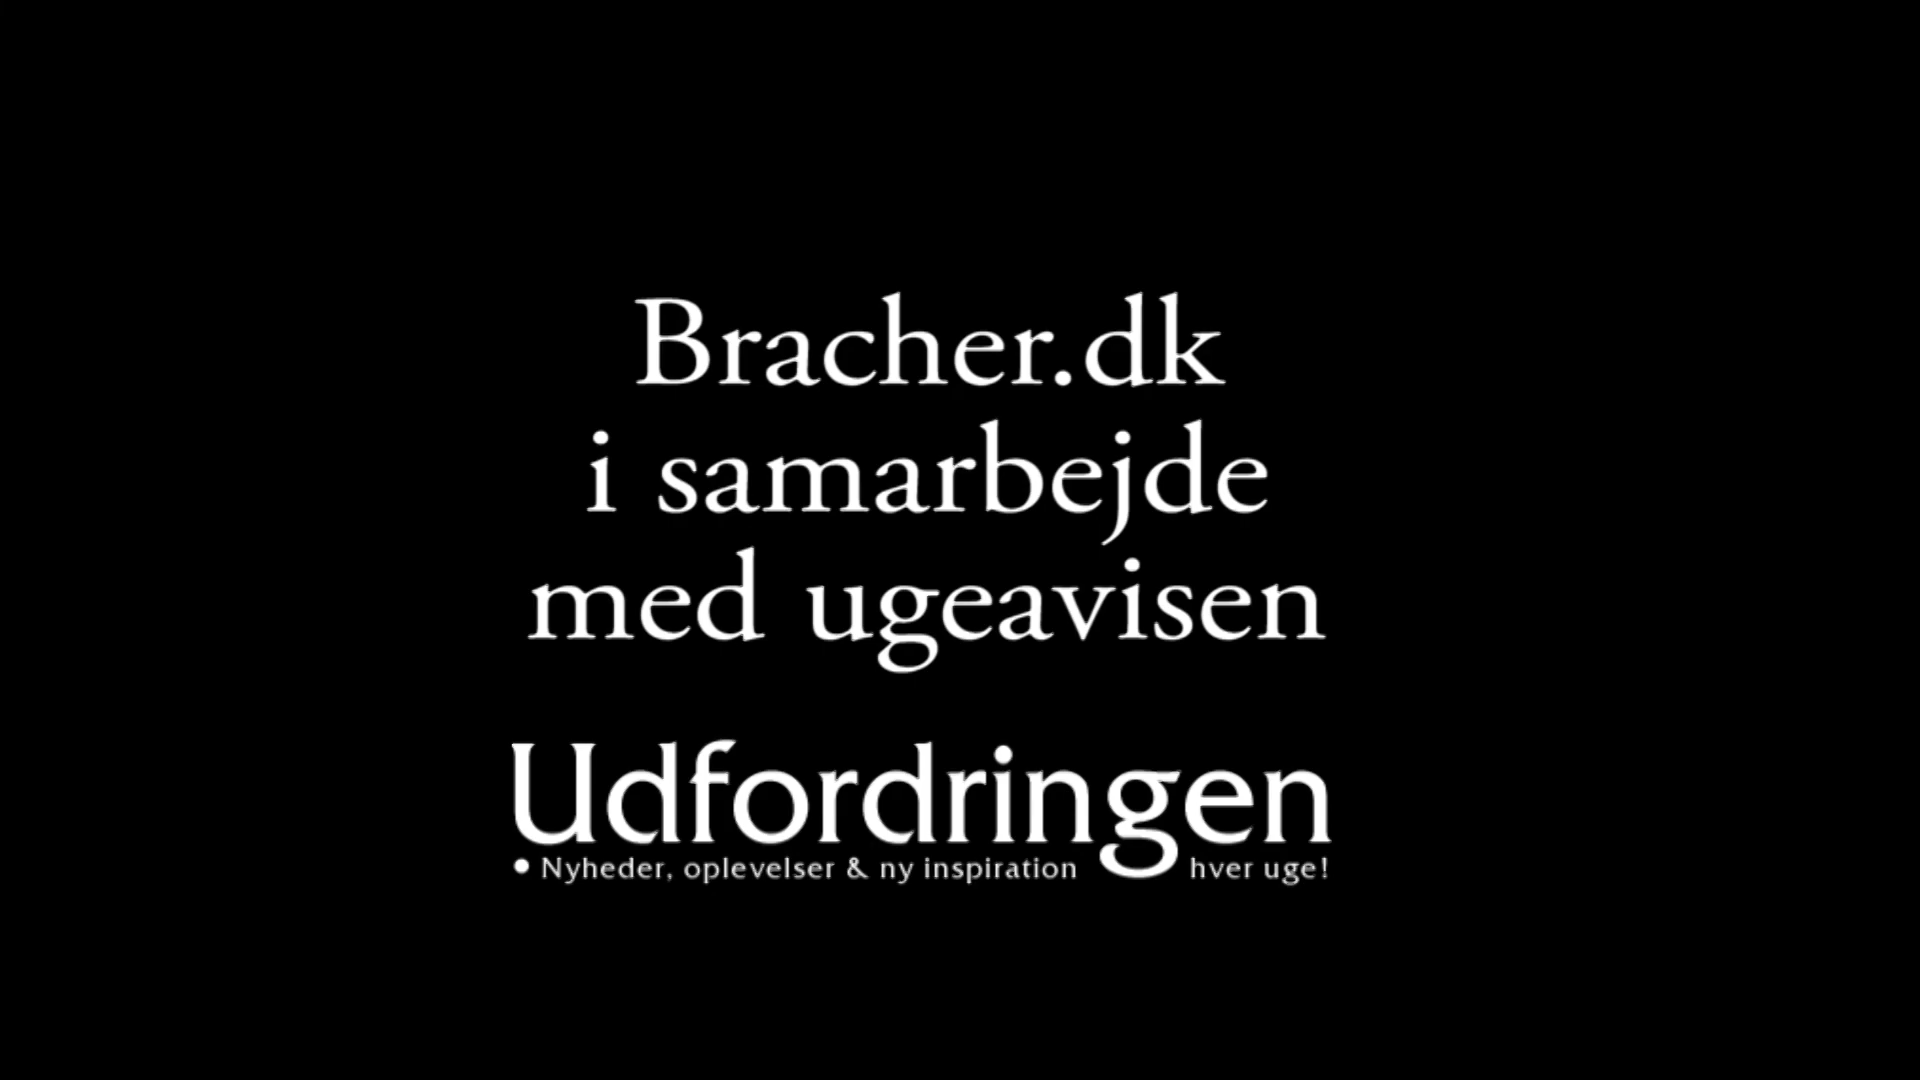 Bracher.dk
i samarbejde
med ugeavisen
Udfordringen
• Nyheder, oplevelser & ny inspiration hver uge!